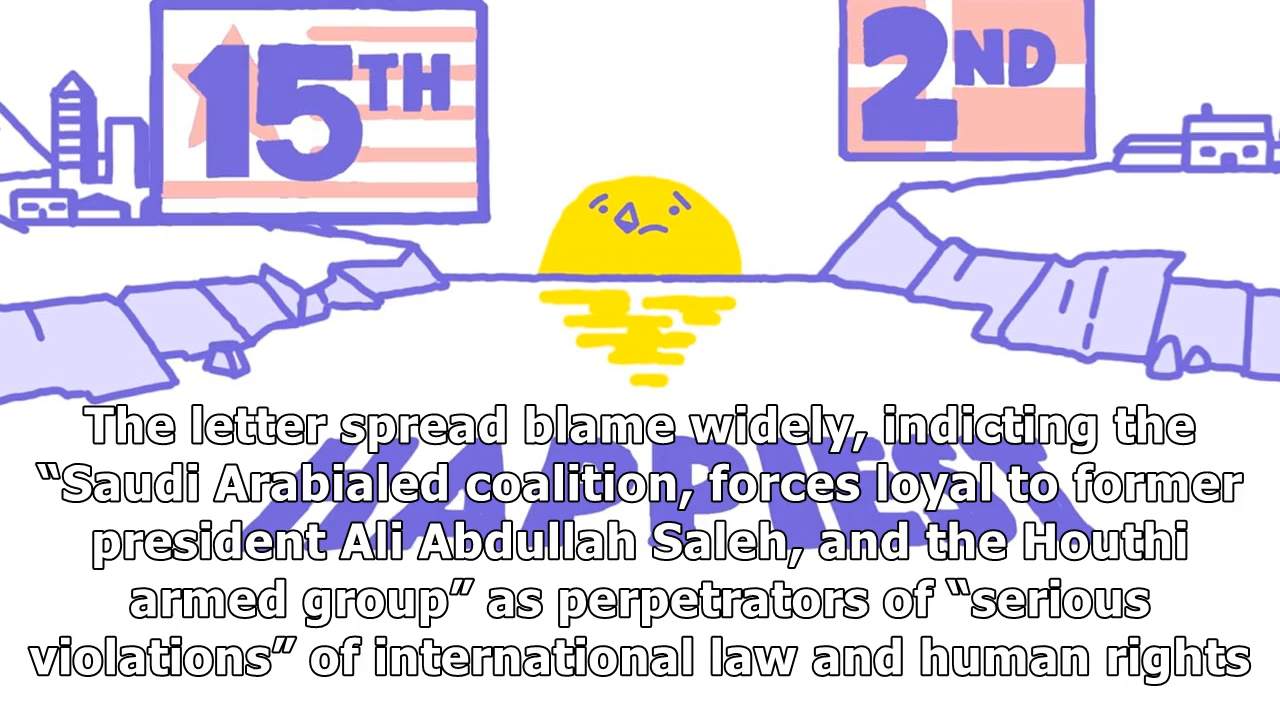 15TH
2ND
HAPPIEST
The letter spread blame widely, indicting the
“Saudi Arabialed coalition, forces loyal to former
president Ali Abdullah Saleh, and the Houthi
armed group” as perpetrators of “serious
violations” of international law and human rights